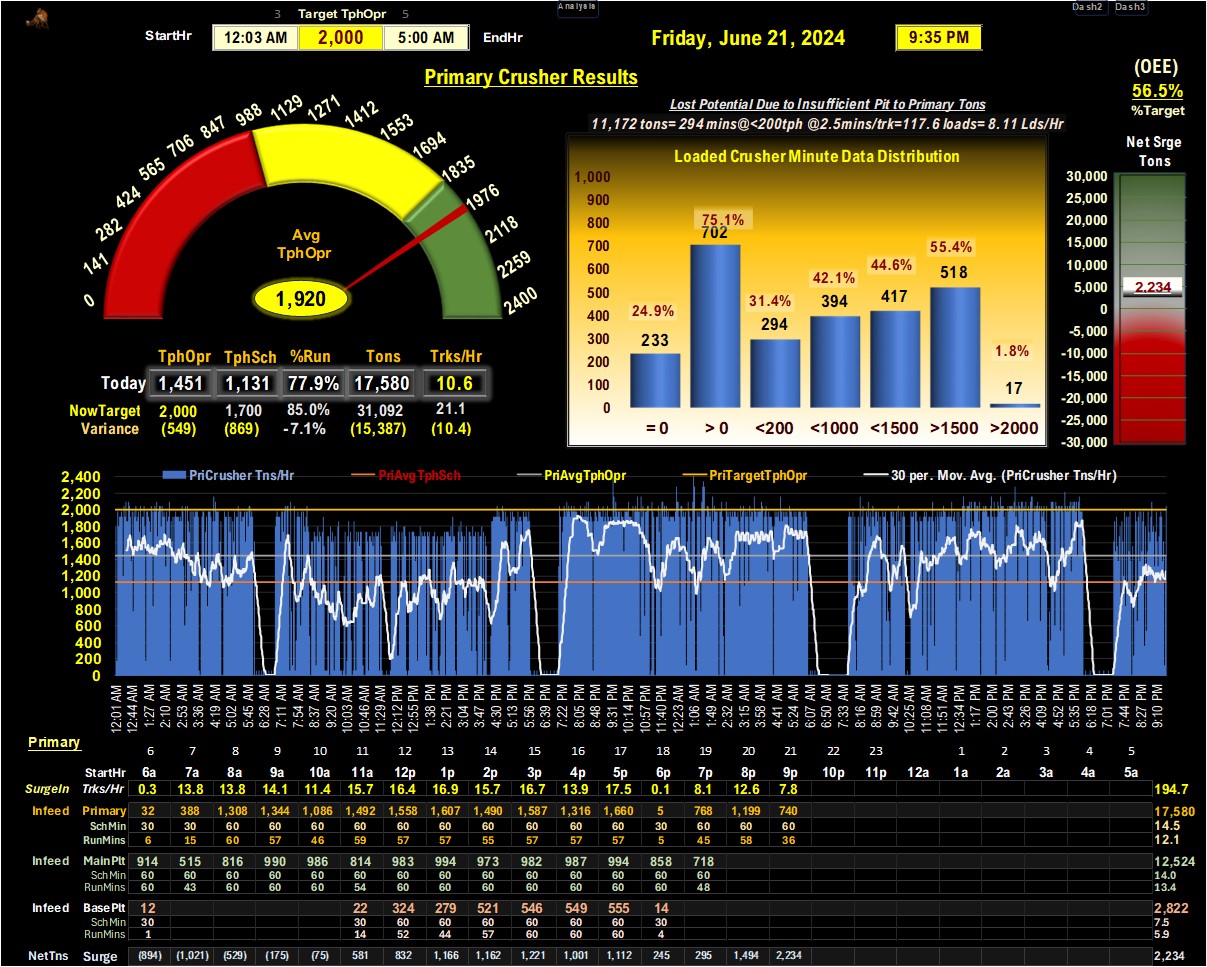 Analysis
Dash2 Dash3
3 Target TphOpr 5
StartHr 12:03 AM 2,000 5:00 AM EndHr
Friday, June 21, 2024 9:35 PM
Primary Crusher Results
(OEE)
56.5%
%Target
Lost Potential Due to Insufficient Pit to Primary Tons
11,172 tons= 294 mins@<200tph @2.5mins/trk=117.6 loads= 8.11 Lds/Hr
0 141 282 424 565 706 847 988 1129 1271 1412 1553 1694 1835 1976 2118 2259 2400
Avg
TphOpr
1,920
Loaded Crusher Minute Data Distribution
1,000
900
800
700
600
500
400
300
200
100
0
24.9% 75.1% 31.4% 42.1% 44.6% 55.4% 1.8%
233 702 294 394 417 518 17
= 0 > 0 <200 <1000 <1500 >1500 >2000
Net Srge
Tons
30,000
25,000
20,000
15,000
10,000
5,000
0
-5,000
-10,000
-15,000
-20,000
-25,000
-30,000
2,234
TphOpr TphSch %Run Tons Trks/Hr
Today 1,451 1,131 77.9% 17,580 10.6
NowTarget 2,000 1,700 85.0% 31,092 21.1
Variance (549) (869) -7.1% (15,387) (10.4)
PriCrusher Tns/Hr PriAvgTphSch PriAvgTphOpr PriTargetTphOpr 30 per. Mov. Avg. (PriCrusher Tns/Hr)
2,400
2,200
2,000
1,800
1,600
1,400
1,200
1,000
800
600
400
200
0
12:01 AM 12:44 AM 1:27 AM 2:10 AM 2:53 AM 3:36 AM 4:19 AM 5:02 AM 5:45 AM 6:28 AM 7:11 AM 7:54 AM 8:37 AM 9:20 AM 10:03 AM 10:46 AM 11:29 AM 12:12 PM 12:55 PM 1:38 PM 2:21 PM 3:04 PM 3:47 PM 4:30 PM 5:13 PM 5:56 PM 6:39 PM 7:22 PM 8:05 PM 8:48 PM 9:31 PM 10:14 PM 10:57 PM 11:40 PM 12:23 AM 1:06 AM 1:49 AM 2:32 AM 3:15 AM 3:58 AM 4:41 AM 5:24 AM 6:07 AM 6:50 AM 7:33 AM 8:16 AM 8:59 AM 9:42 AM 10:25 AM 11:08 AM 11:51 AM 12:34 PM 1:17 PM 2:00 PM 2:43 PM 3:26 PM 4:09 PM 4:52 PM 5:35 PM 6:18 PM 7:01 PM 7:44 PM 8:27 PM 9:10 PM
Primary
6 7 8 9 10 11 12 13 14 15 16 17 18 19 20 21 22 23 1 2 3 4 5
StartHr 6a 7a 8a 9a 10a 11a 12p 1p 2p 3p 4p 5p 6p 7p 8p 9p 10p 11p 12a 1a 2a 3a 4a 5a
SurgeIn Trks/Hr 0.3 13.8 13.8 14.1 11.4 15.7 16.4 16.9 15.7 16.7 13.9 17.5 0.1 8.1 12.6 7.8 194.7
Infeed Primary 32 388 1,308 1,344 1,086 1,492 1,558 1,607 1,490 1,587 1,316 1,660 5 768 1,199 740 17,580
SchMin 30 30 60 60 60 60 60 60 60 60 60 60 30 60 60 60 14.5
RunMins 6 15 60 57 46 59 57 57 55 57 55 57 5 45 58 36 12.1
Infeed MainPlt 914 515 816 990 986 814 983 994 973 982 987 994 858 718 12,524
SchMin 60 60 60 60 60 60 60 60 60 60 60 60 60 60 14.0
RunMins 60 43 60 60 60 54 60 60 60 60 60 60 60 48 13.4
Infeed BasePlt 12 22 324 279 521 546 549 555 14 2,822
SchMin 30 30 60 60 60 60 60 60 30 7.5
RunMins 1 14 52 44 57 60 60 60 4 5.9
NetTns Surge (894) (1,021) (529) (175) (75) 581 832 1,166 1,162 1,221 1,001 1,112 245 295 1,494 2,234 2,234